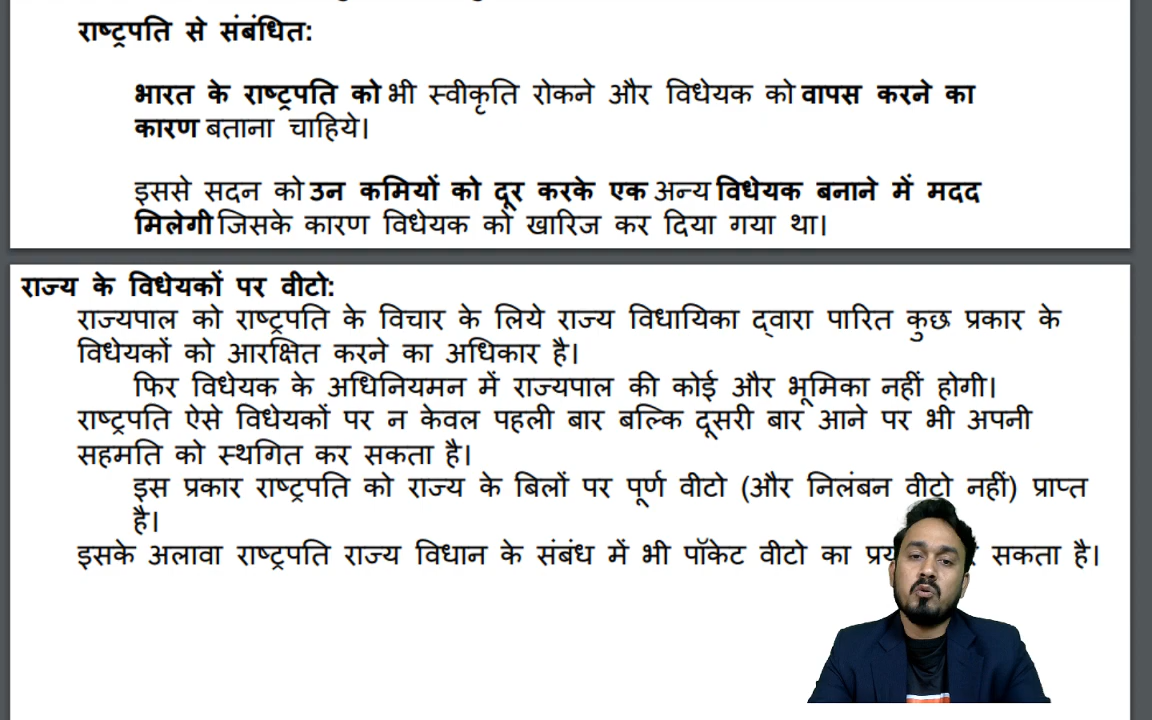 राष्ट्रपति से संबंधित:
भारत के राष्ट्रपति को भी स्वीकृति रोकने और विधेयक को वापस करने का
कारण बताना चाहिये।
इससे सदन को उन कमियों को दूर करके एक अन्य विधेयक बनाने में मदद
मिलेगी जिसके कारण विधेयक को खारिज कर दिया गया था।
राज्य के विधेयकों पर वीटो:
राज्यपाल को राष्ट्रपति के विचार के लिये राज्य विधायिका द्वारा पारित कुछ प्रकार के
विधेयकों को आरक्षित करने का अधिकार है।
फिर विधेयक के अधिनियमन में राज्यपाल की कोई और भूमिका नहीं होगी।
राष्ट्रपति ऐसे विधेयकों पर न केवल पहली बार बल्कि दूसरी बार आने पर भी अपनी
सहमति को स्थगित कर सकता है।
इस प्रकार राष्ट्रपति को राज्य के बिलों पर पूर्ण वीटो (और निलंबन वीटो नहीं) प्राप्त
है।
इसके अलावा राष्ट्रपति राज्य विधान के संबंध में भी पॉकेट वीटो का सकता है।